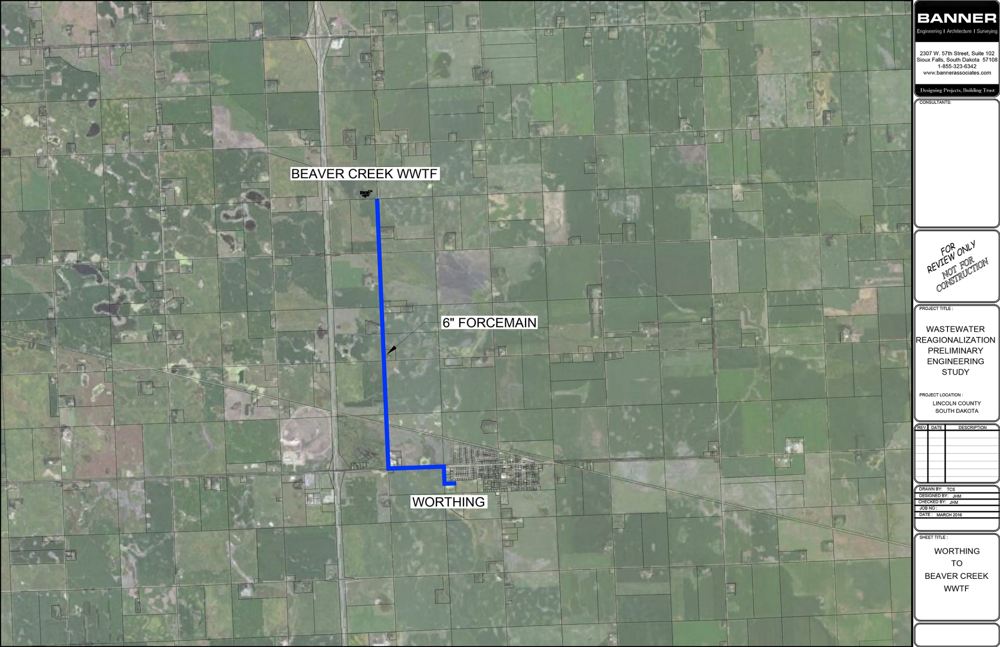 BEAVER CREEK WWTF
6" FORCEMAIN
WORTHING
BANNER
Engineering I Architecture I Surveying
2307 W. 57th Street, Suite 102
Sioux Falls, South Dakota 57108
1-855-323-6342
www.bannerassociates.com
Designing Projects, Building Trust
CONSULTANTS:
FOR
REVIEW ONLY
NOT FOR
CONSTRUCTION
PROJECT TITLE :
WASTEWATER
REAGIONALIZATION
PRELIMINARY
ENGINEERING
STUDY
PROJECT LOCATION :
LINCOLN COUNTY
SOUTH DAKOTA
REV. DATE DESCRIPTION
DRAWN BY: TCS
DESIGNED BY: JHM
CHECKED BY: JHM
JOB NO :
DATE : MARCH 2016
SHEET TITLE :
WORTHING
TO
BEAVER CREEK
WWTF